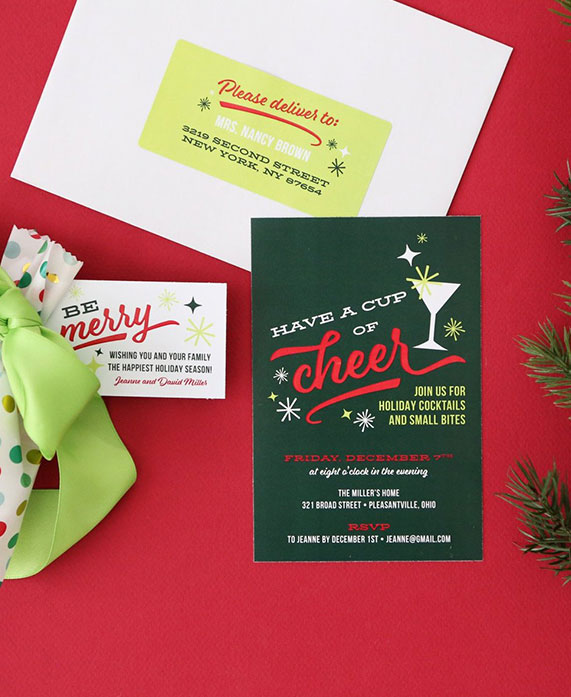 Please deliver to:
MRS. NANCY BROWN
3219 SECOND STREET
NEW YORK, NY 87654
BE
merry
WISHING YOU AND YOUR FAMILY
THE HAPPIEST HOLIDAY SEASON!
Jeanne and David Miller
HAVE A CUP
OF
cheer
JOIN US FOR
HOLIDAY COCKTAILS
AND SMALL BITES
FRIDAY, DECEMBER 7TH
at eight o'clock in the evening
THE MILLER'S HOME
321 BROAD STREET • PLEASANTVILLE, OHIO
RSVP
TO JEANNE BY DECEMBER 1ST • JEANNE@GMAIL.COM